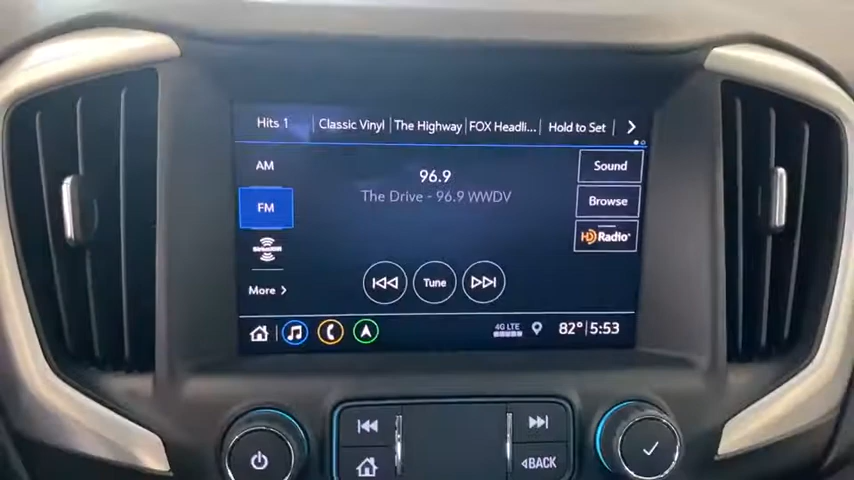 Hits 1 Classic Vinyl The Highway FOX Headli... Hold to Set
AM
96.9
Sound
The Drive - 96.9 WWDV
Browse
FM
HD Radio
SiriusXM
More
Tune
4G LTE
82° 5:53
BACK